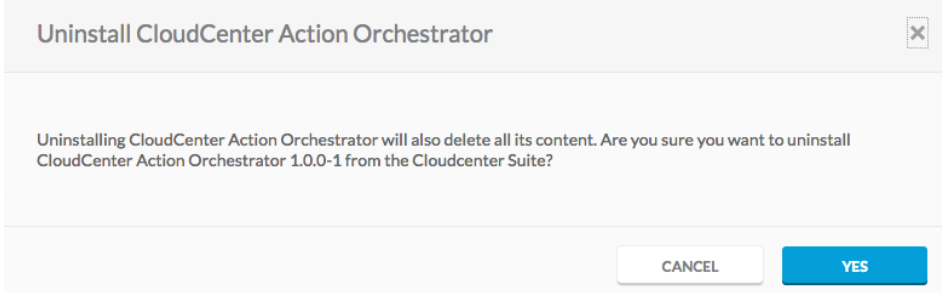 Uninstall CloudCenter Action Orchestrator
Uninstalling CloudCenter Action Orchestrator will also delete all its content. Are you sure you want to uninstall
CloudCenter Action Orchestrator 1.0.0-1 from the Cloudcenter Suite?
CANCEL
YES